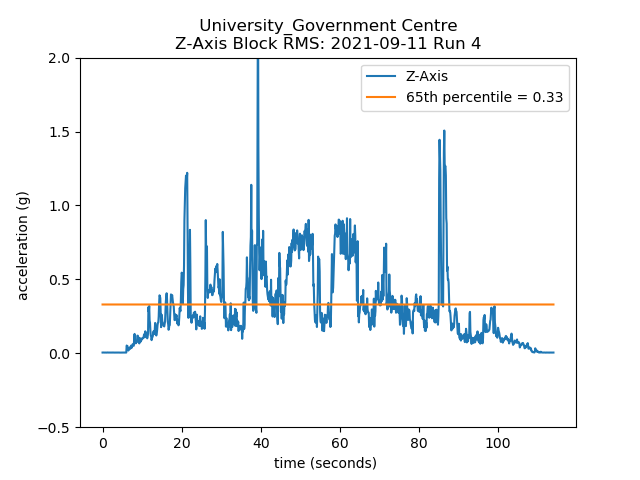 University_Government Centre
Z-Axis Block RMS: 2021-09-11 Run 4
Z-Axis
65th percentile = 0.33
2.0
1.5
1.0
0.5
0.0
−0.5
acceleration (g)
0 20 40 60 80 100
time (seconds)